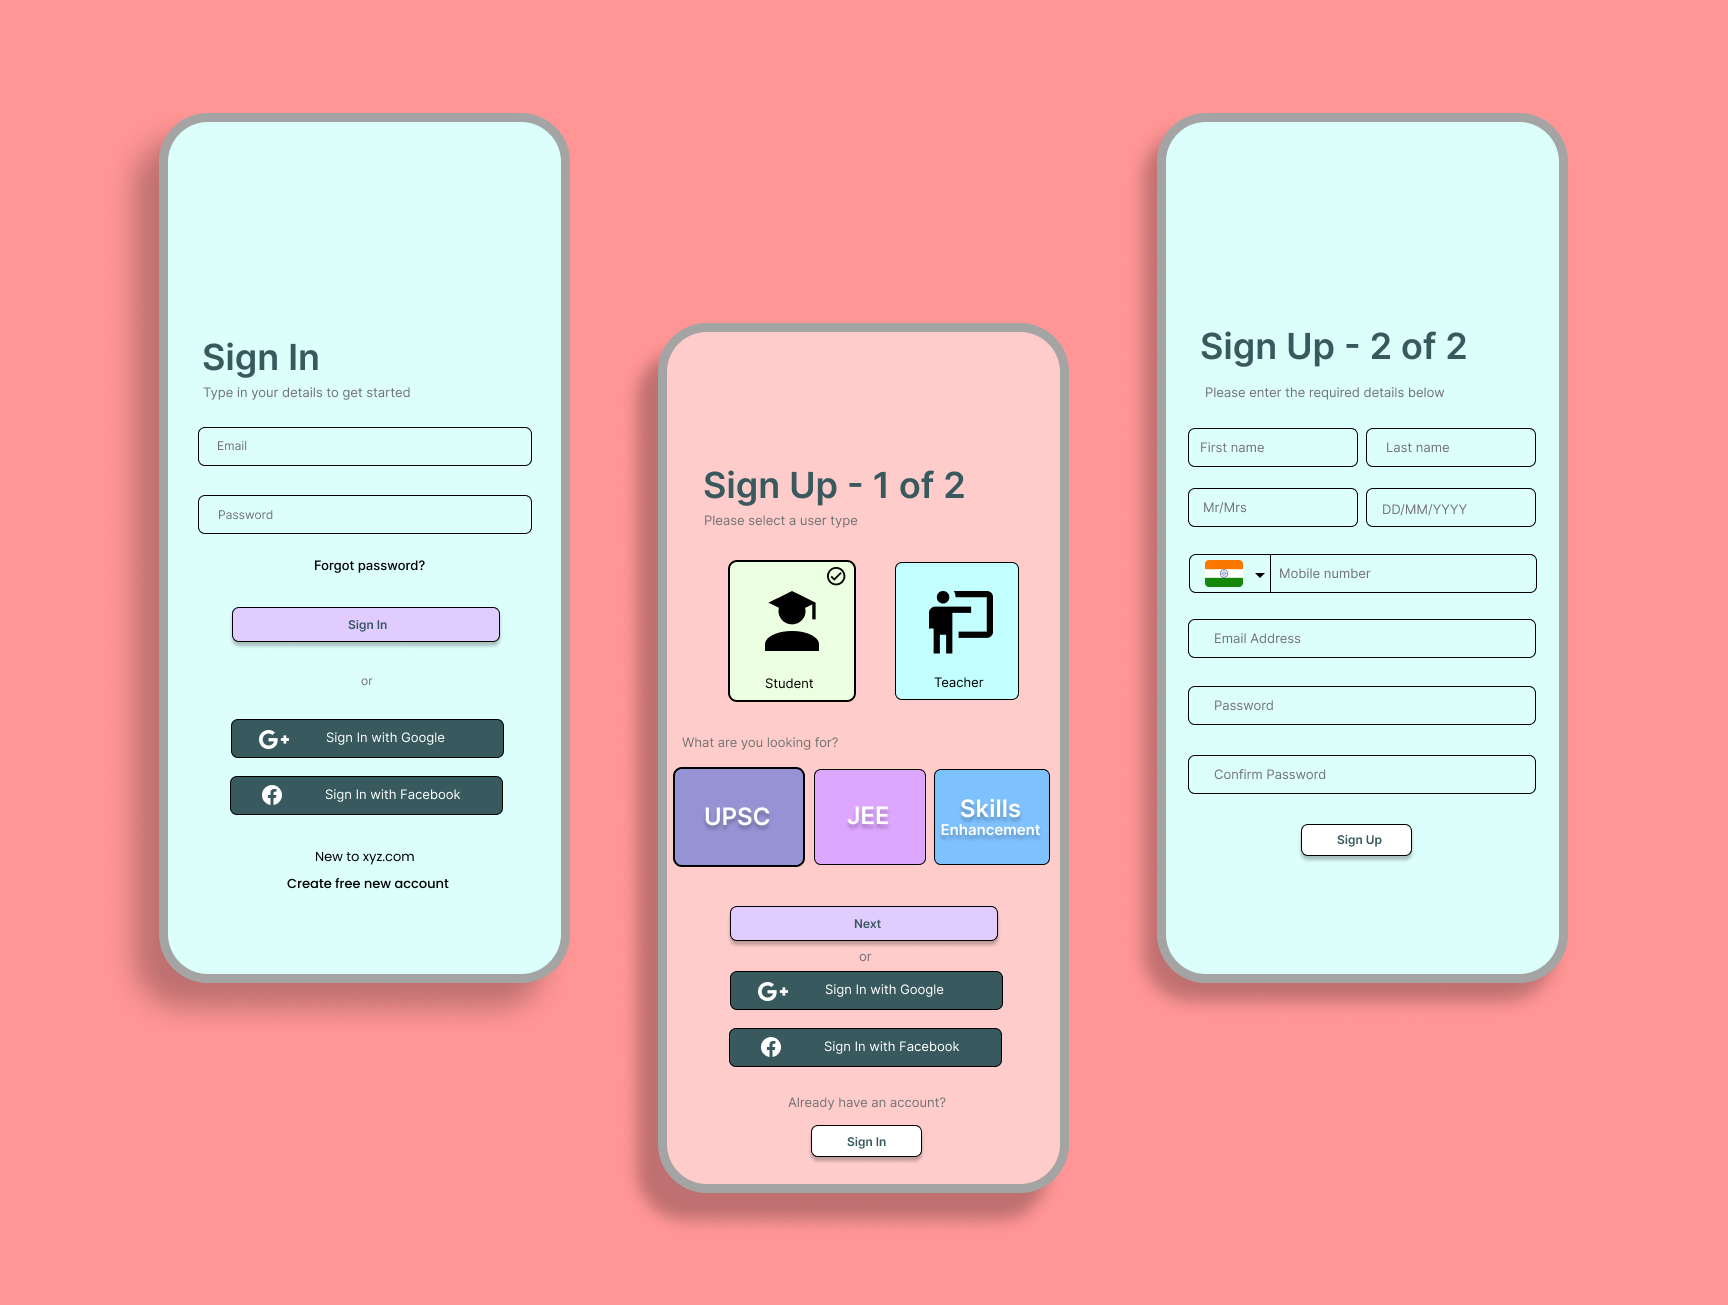 Sign In
Type in your details to get started
Email
Password
Forgot password?
Sign In
or
G+ Sign In with Google
Sign In with Facebook
New to xyz.com
Create free new account
Sign Up - 1 of 2
Please select a user type
Student
Teacher
What are you looking for?
UPSC
JEE
Skills
Enhancement
Next
or
G+ Sign In with Google
Sign In with Facebook
Already have an account?
Sign In
Sign Up - 2 of 2
Please enter the required details below
First name
Last name
Mr/Mrs
DD/MM/YYYY
Mobile number
Email Address
Password
Confirm Password
Sign Up